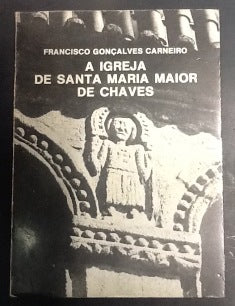 FRANCISCO GONÇALVES CARNEIRO
A IGREJA
DE SANTA MARIA MAIOR
DE CHAVES